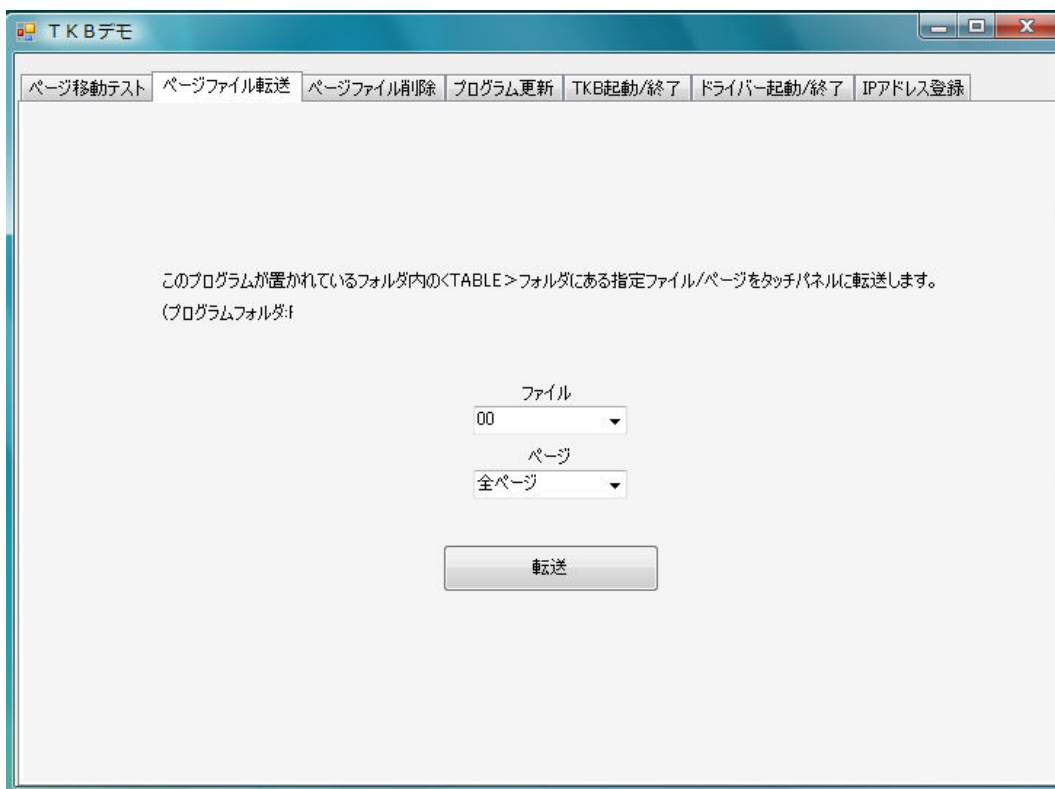 TKBデモ
ページ移動テスト ページファイル転送 ページファイル削除 プログラム更新 TKB起動/終了 ドライバー起動/終了 IPアドレス登録
このプログラムが置かれているフォルダ内の<TABLE>フォルダにある指定ファイル/ページをタッチパネルに転送します。
(プログラムフォルダ:F
ファイル
00
ページ
全ページ
転送